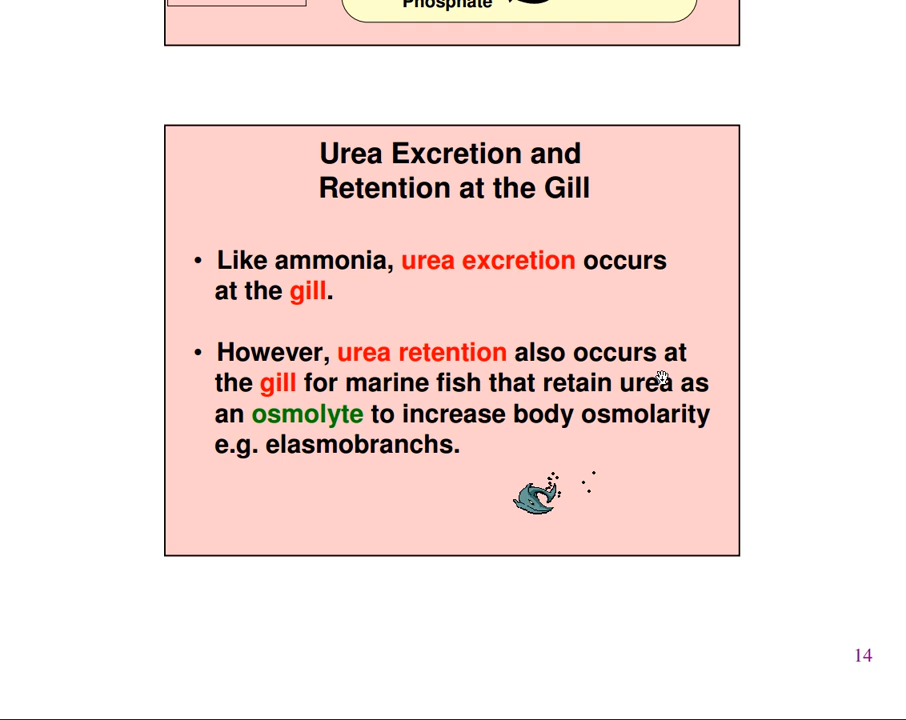 Phosphate
Urea Excretion and
Retention at the Gill
• Like ammonia, urea excretion occurs
at the gill.
• However, urea retention also occurs at
the gill for marine fish that retain urea as
an osmolyte to increase body osmolarity
e.g. elasmobranchs.
14